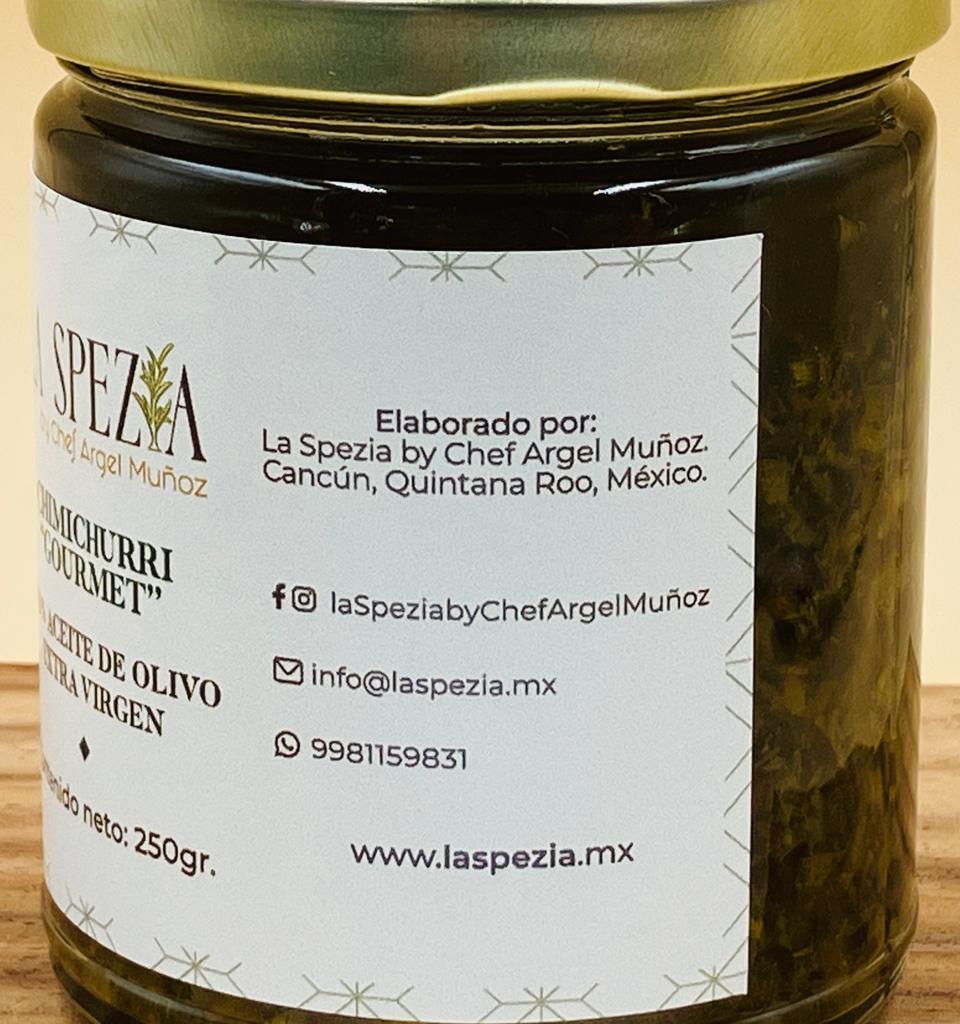 SPEZIA
by Chef Argel Muñoz
CHIMICHURRI
"GOURMET”
ACEITE DE OLIVO
EXTRA VIRGEN
neto: 250gr.
Elaborado por:
La Spezia by Chef Argel Muñoz.
Cancún, Quintana Roo, México.
laSpeziabyChefArgelMuñoz
info@laspezia.mx
9981159831
www.laspezia.mx